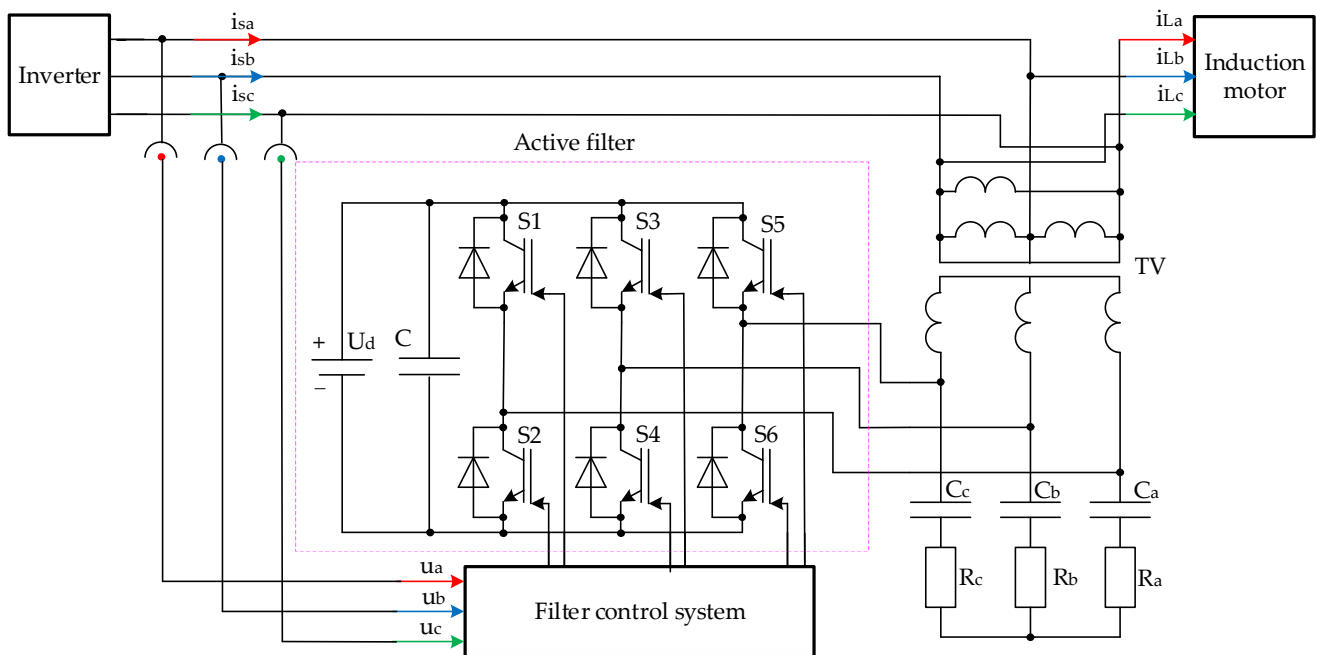 isa
iLa
Inverter
isb
iLb
Induction
motor
isc
iLc
Active filter
S1
S3
S5
TV
+
Ud
C
−
S2
S4
S6
Cc
Cb
Ca
Rc
Rb
Ra
ua
ub
uc
Filter control system